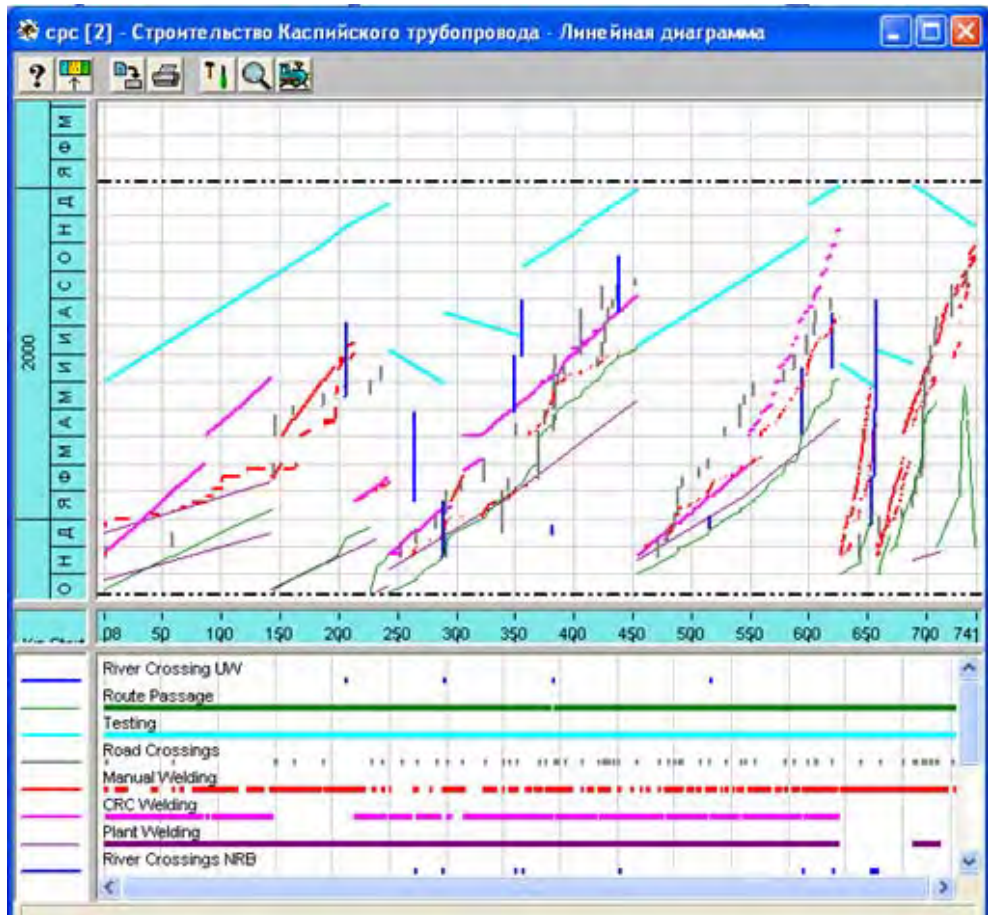 cpc [2] - Строительство Каспийского трубопровода - Линейная диаграмма
?
М
Ф
Я
Д
Н
О
С
А
И
И
М
А
М
Ф
Я
Д
Н
О
2000
08 50 100 150 200 250 300 350 400 450 500 550 600 650 700 741
River Crossing UW
Route Passage
Testing
Road Crossings
Manual Welding
CRC Welding
Plant Welding
River Crossings NRB